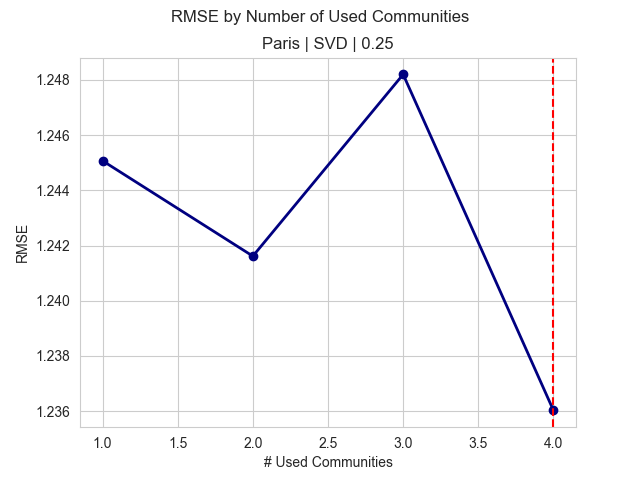 RMSE by Number of Used Communities
Paris | SVD | 0.25
1.248
1.246
1.244
1.242
1.240
1.238
1.236
RMSE
1.0 1.5 2.0 2.5 3.0 3.5 4.0
# Used Communities